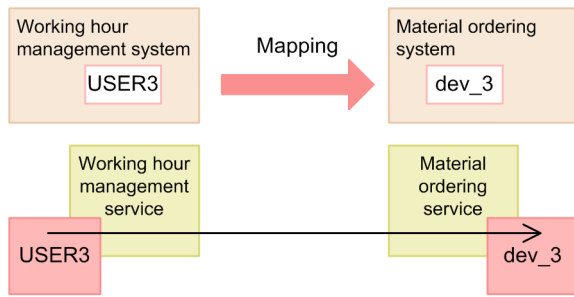 Working hour
management system
USER3
Mapping
Material ordering
system
dev_3
Working hour
management
service
USER3
Material
ordering
service
dev_3